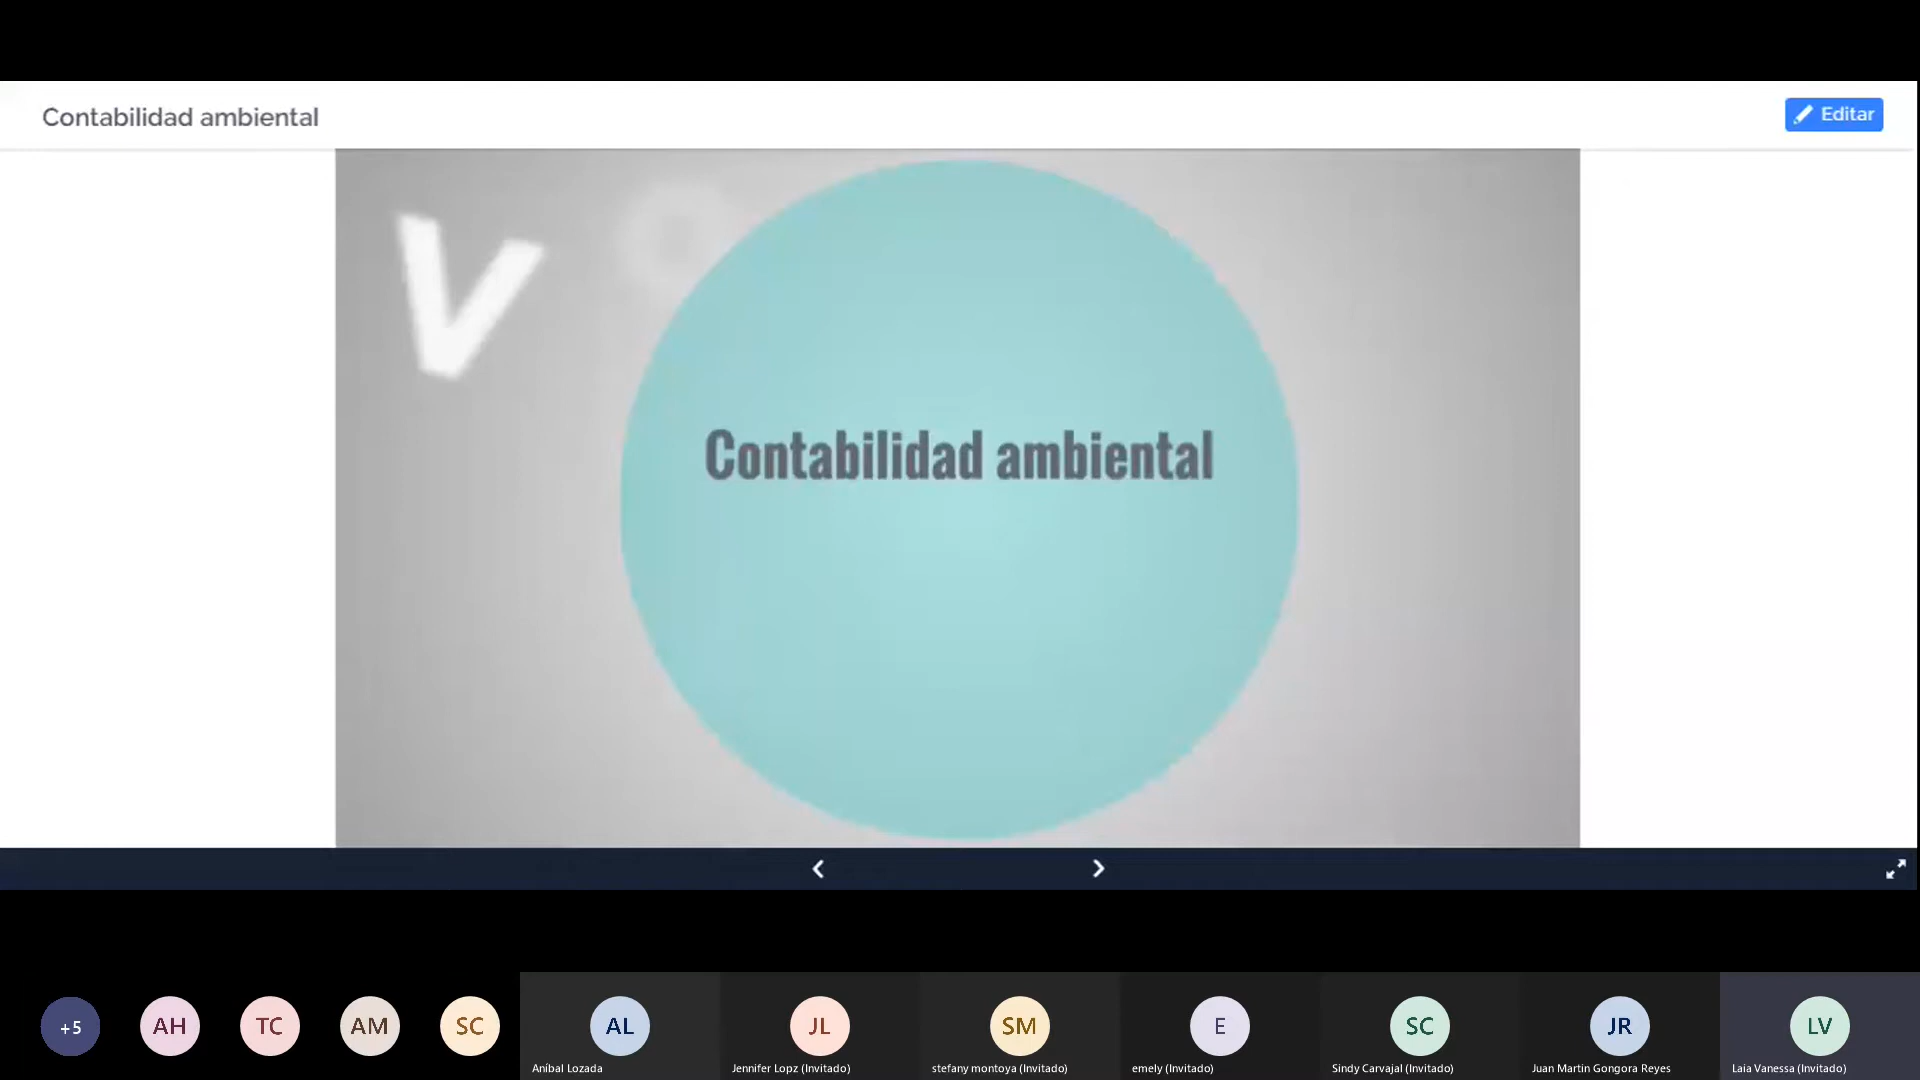 Contabilidad ambiental
Editar
V
Contabilidad ambiental
+5
AH
TC
AM
SC
AL
JL
SM
E
SC
JR
LV
Aníbal Lozada
Jennifer Lopz (Invitado)
stefany montoya (Invitado)
emely (Invitado)
Sindy Carvajal (Invitado)
Juan Martin Gongora Reyes
Laia Vanessa (Invitado)